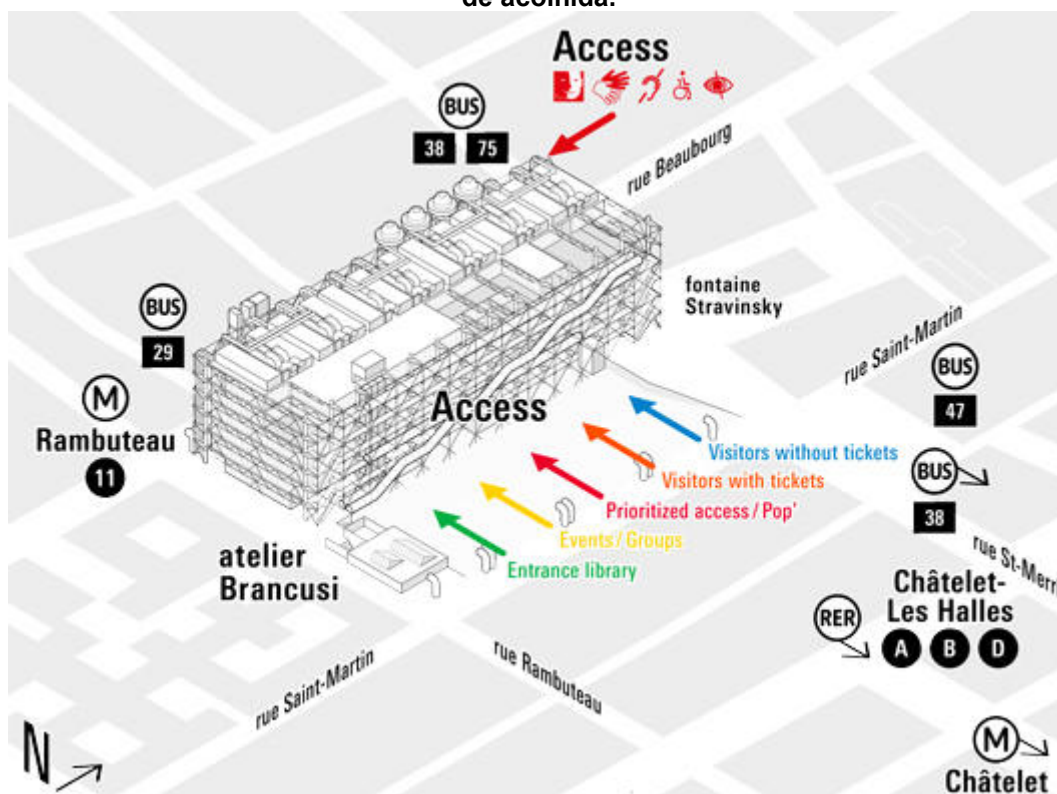 de acolhida.
Access
BUS
38 75
rue Beaubourg
fontaine
Stravinsky
BUS
29
rue Saint-Martin
BUS
47
M
Rambuteau
11
Access
Visitors without tickets
Visitors with tickets
BUS
38
Prioritized access / Pop'
Events / Groups
Entrance library
rue St-Merri
atelier
Brancusi
Châtelet-
Les Halles
RER
A B D
rue Saint-Martin
rue Rambuteau
N
M
Châtelet